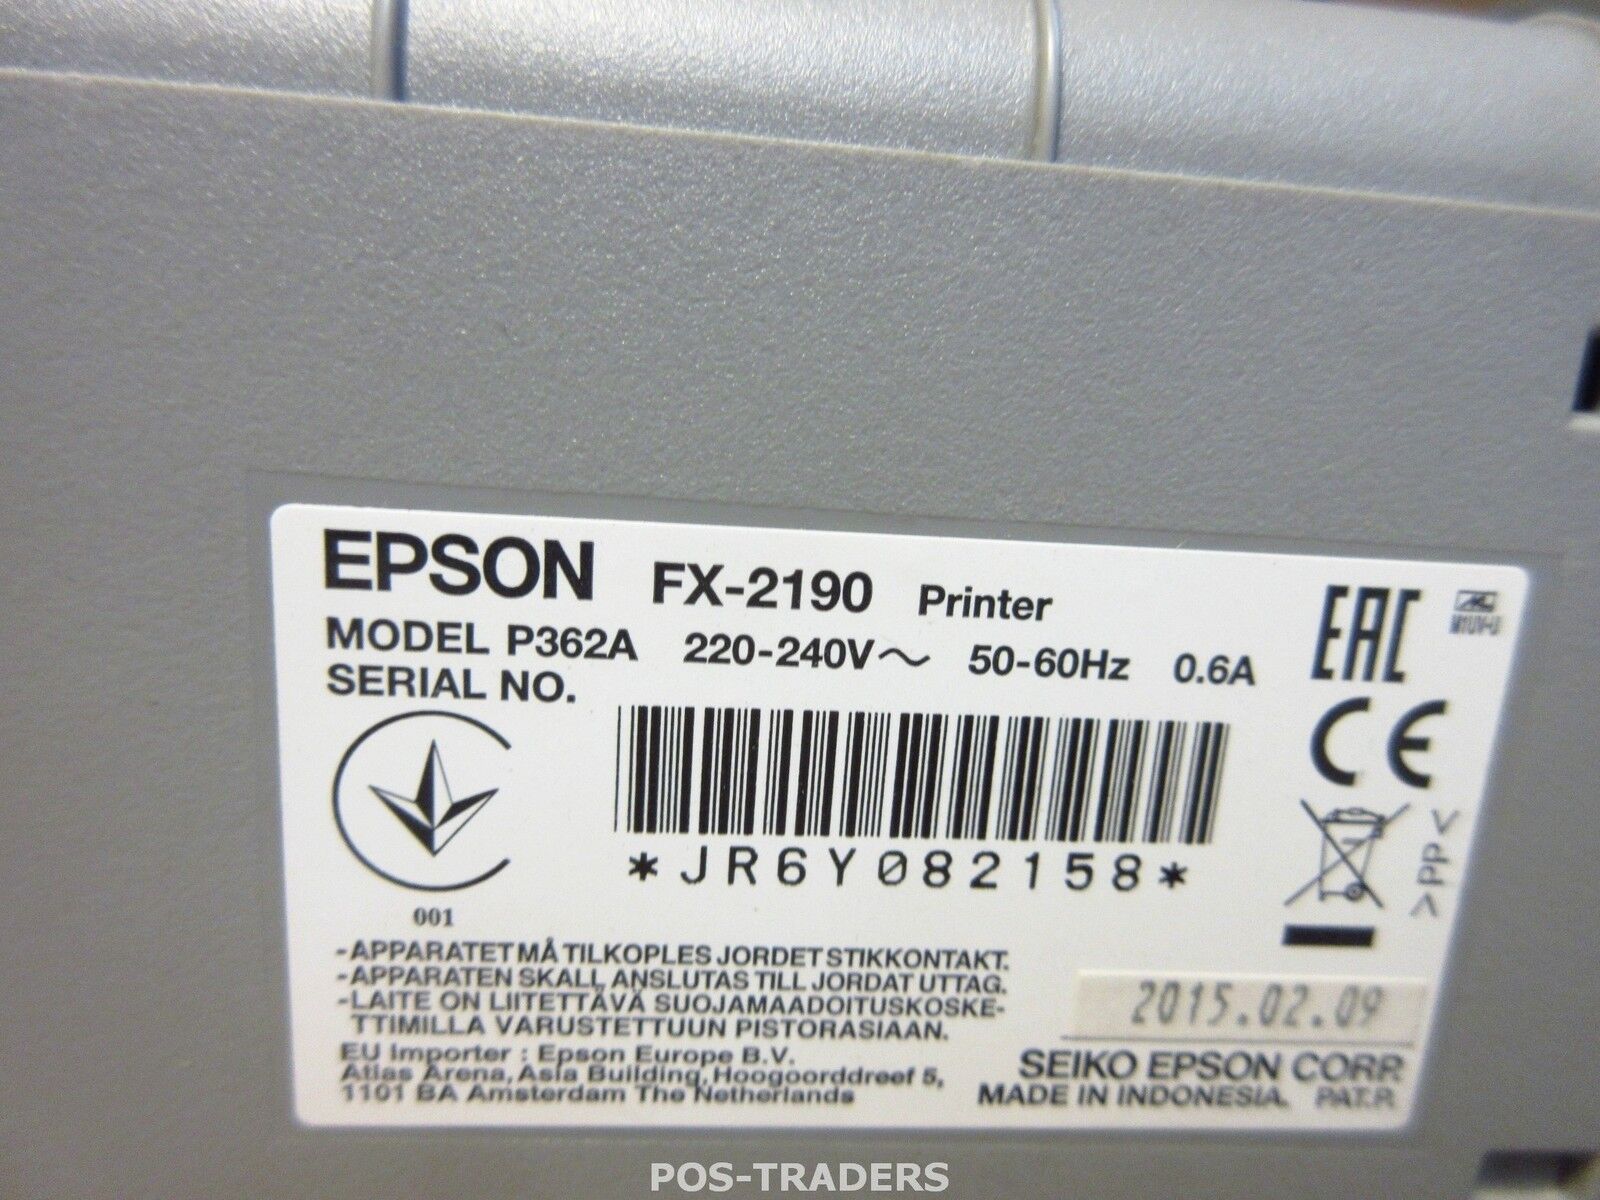 EPSON FX-2190 Printer
MODEL P362A 220-240V~ 50-60Hz 0.6A
SERIAL NO.
EAC
CE
*JR6Y082158*
>PP<
001
-APPARATET MÅ TILKOPLES JORDET STIKKONTAKT.
-APPARATEN SKALL ANSLUTAS TILL JORDAT UTTAG.
-LAITE ON LIITETTÄVÄ SUOJAMAADOITUSKOSKE-
TTIMILLA VARUSTETTUUN PISTORASIAAN.
EU Importer : Epson Europe B.V.
Atlas Arena, Asia Building, Hoogoorddreef 5,
1101 BA Amsterdam The Netherlands
2015.02.09
SEIKO EPSON CORP.
MADE IN INDONESIA. PAT.P.
POS-TRADERS